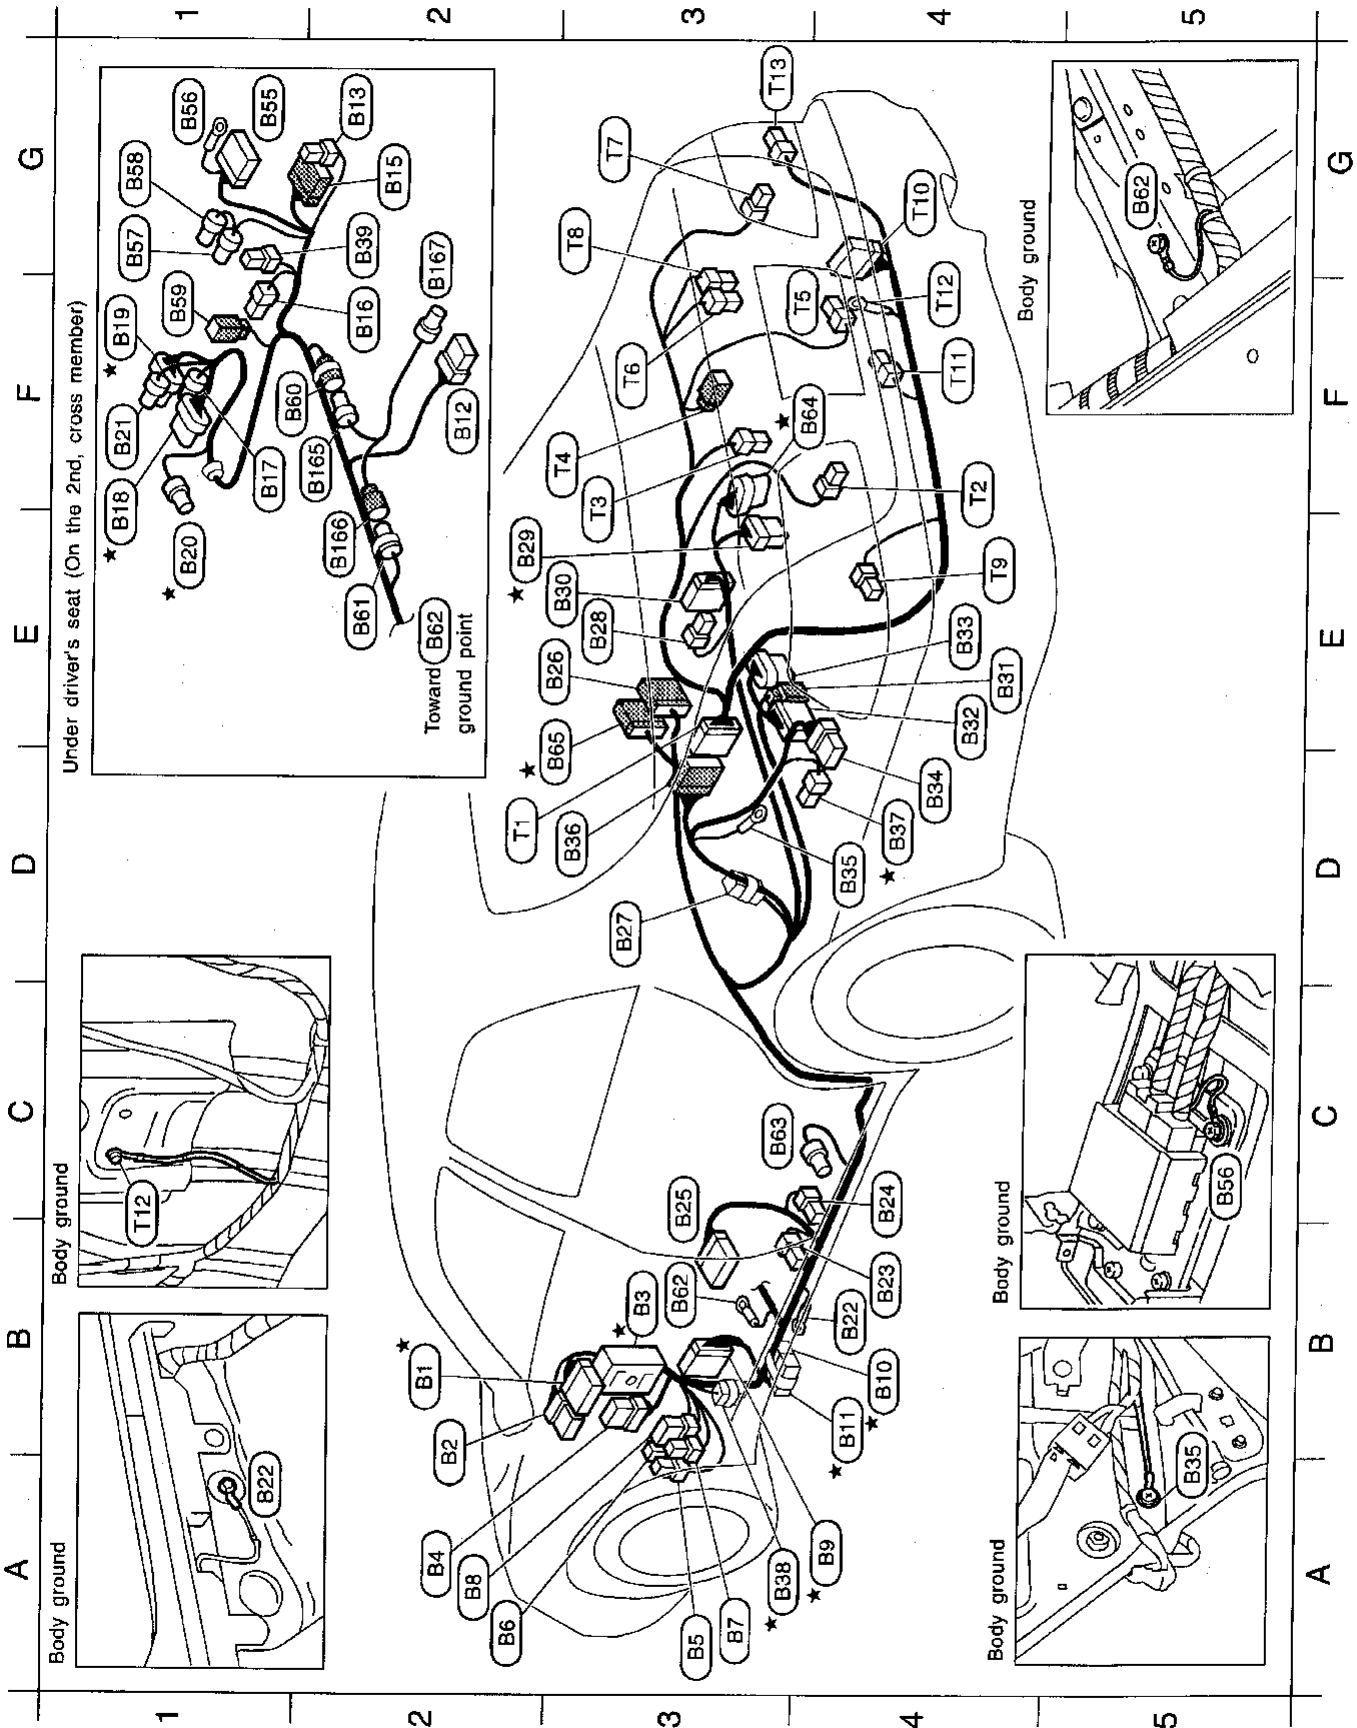 A
B
C
D
E
F
G
1
2
3
4
5
Body ground
B22
Body ground
T12
Under driver's seat (On the 2nd, cross member)
★
B18
B21
★
B19
B59
B57
B58
B56
B55
★
B20
B17
B60
B16
B39
B15
B13
B166
B165
B61
B167
B12
Toward B62
ground point
B4
B8
B6
B5
B7
B2
★
B1
★
B3
B62
B25
★
B38
★
B9
★
B11
★
B10
B22
B23
B24
B63
B27
T1
B36
★
B65
B26
B28
B30
★
B29
T3
T4
★
B64
T6
T8
T7
T13
B35
★
B37
B34
B32
B31
B33
T9
T2
T5
T11
T12
T10
Body ground
B35
Body ground
B56
Body ground
B62
A
B
C
D
E
F
G
1
2
3
4
5